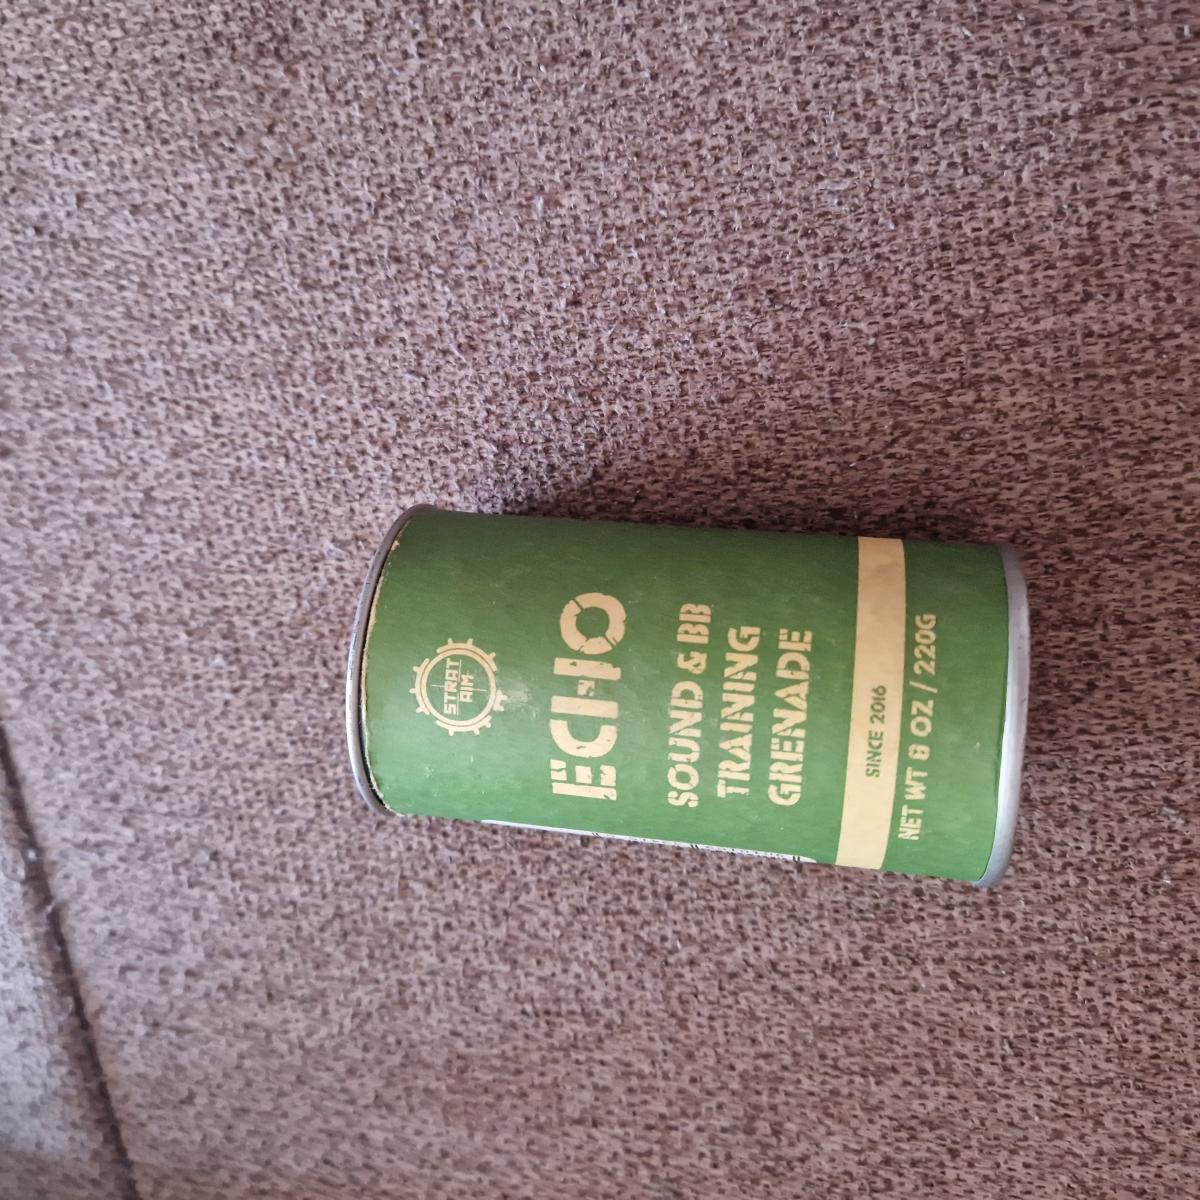 STRAT
AIM
ECHO
SOUND & BB
TRAINING
GRENADE
SINCE 2016
NET WT 8 OZ / 220G